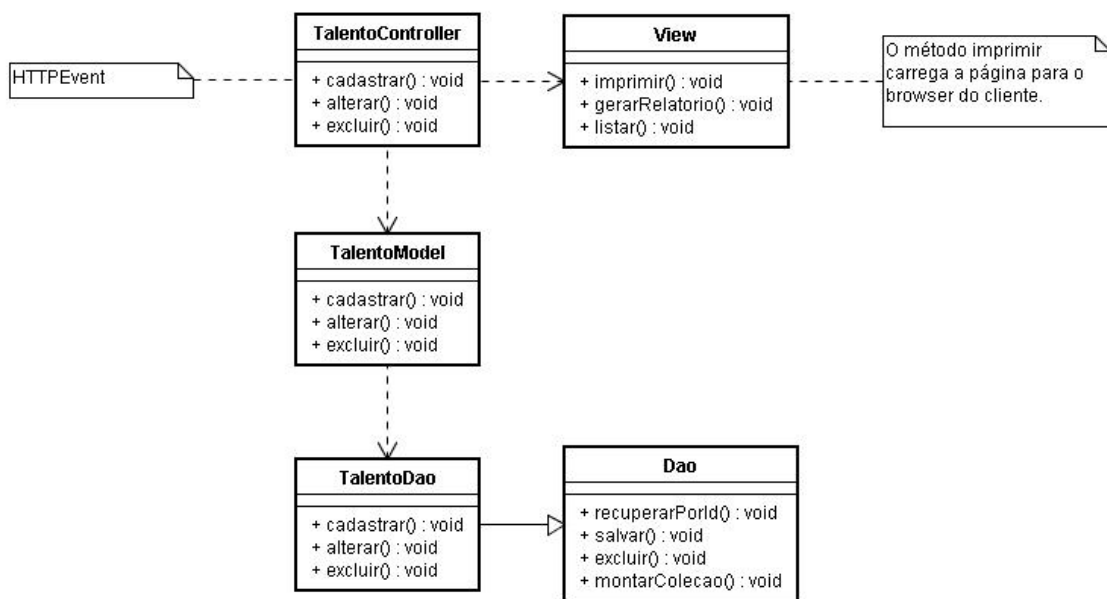 HTTPEvent
TalentoController
+ cadastrar() : void
+ alterar() : void
+ excluir() : void
View
+ imprimir() : void
+ gerarRelatorio() : void
+ listar() : void
O método imprimir
carrega a página para o
browser do cliente.
TalentoModel
+ cadastrar() : void
+ alterar() : void
+ excluir() : void
TalentoDao
+ cadastrar() : void
+ alterar() : void
+ excluir() : void
Dao
+ recuperarPorId() : void
+ salvar() : void
+ excluir() : void
+ montarColecao() : void